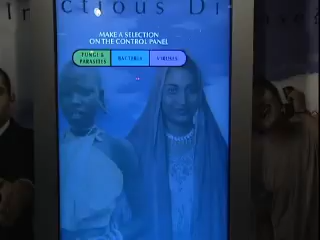 ctious Di
MAKE A SELECTION
ON THE CONTROL PANEL
FUNGI &
PARASITES
BACTERIA
VIRUSES